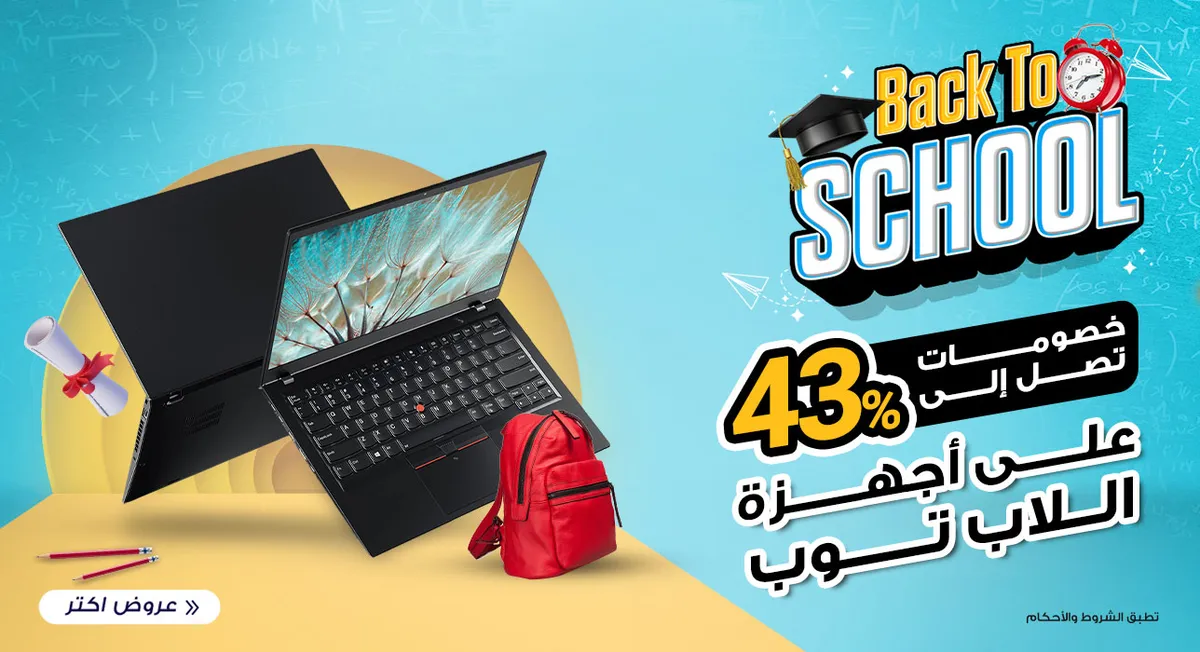 Back To
SCHOOL
خصومات
تصل إلى
43%
على أجهزة
اللاب توب
عروض اكتر »
تطبق الشروط والأحكام